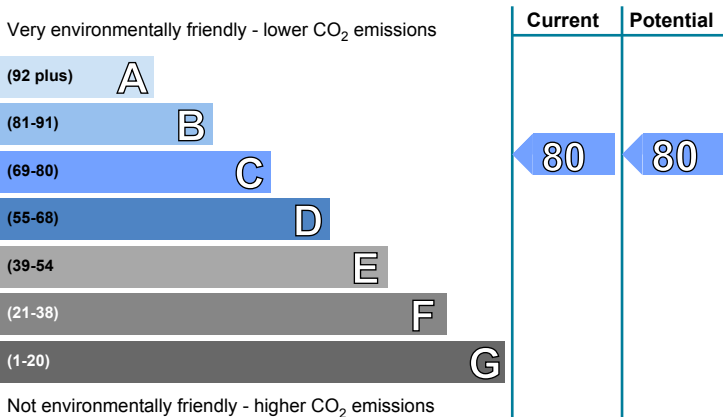 Very environmentally friendly - lower CO₂ emissions
Current Potential
(92 plus) A
(81-91) B
(69-80) C
80 80
(55-68) D
(39-54 E
(21-38) F
(1-20) G
Not environmentally friendly - higher CO₂ emissions